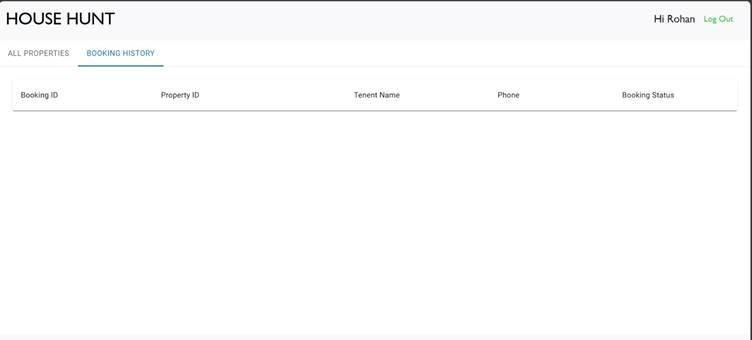 HOUSE HUNT
Hi Rohan Log Out
ALL PROPERTIES BOOKING HISTORY
Booking ID Property ID Tenent Name Phone Booking Status